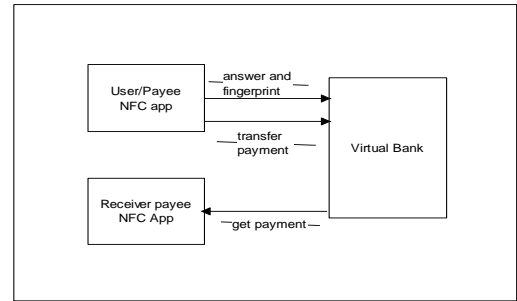 User/Payee
NFC app
answer and
fingerprint
transfer
payment
Virtual Bank
Receiver payee
NFC App
get payment